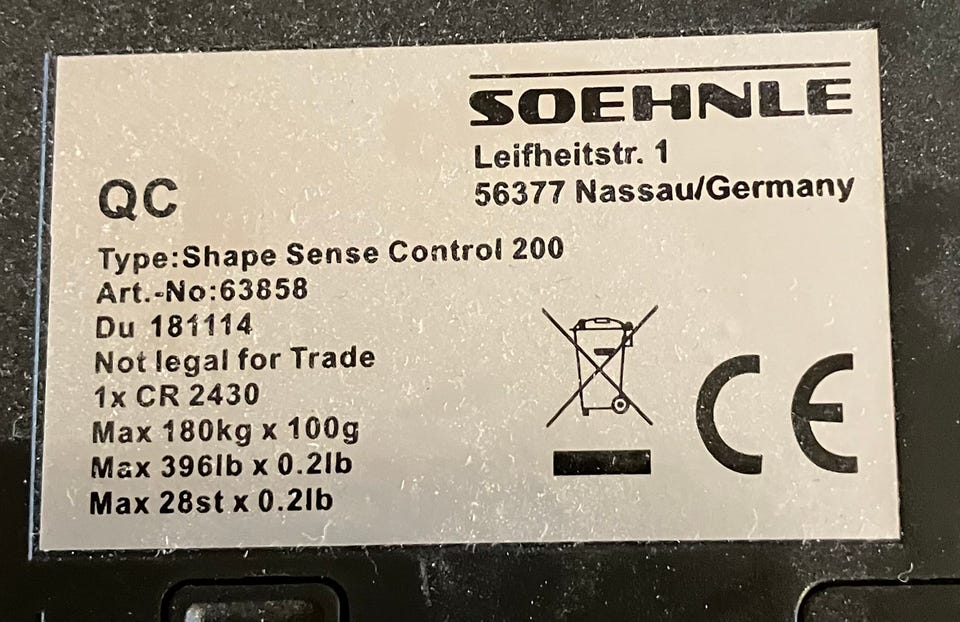 SOEHNLE
Leifheitstr. 1
56377 Nassau/Germany
QC
Type:Shape Sense Control 200
Art.-No:63858
Du 181114
Not legal for Trade
1x CR 2430
Max 180kg x 100g
Max 396lb x 0.2lb
Max 28st x 0.2lb
CE